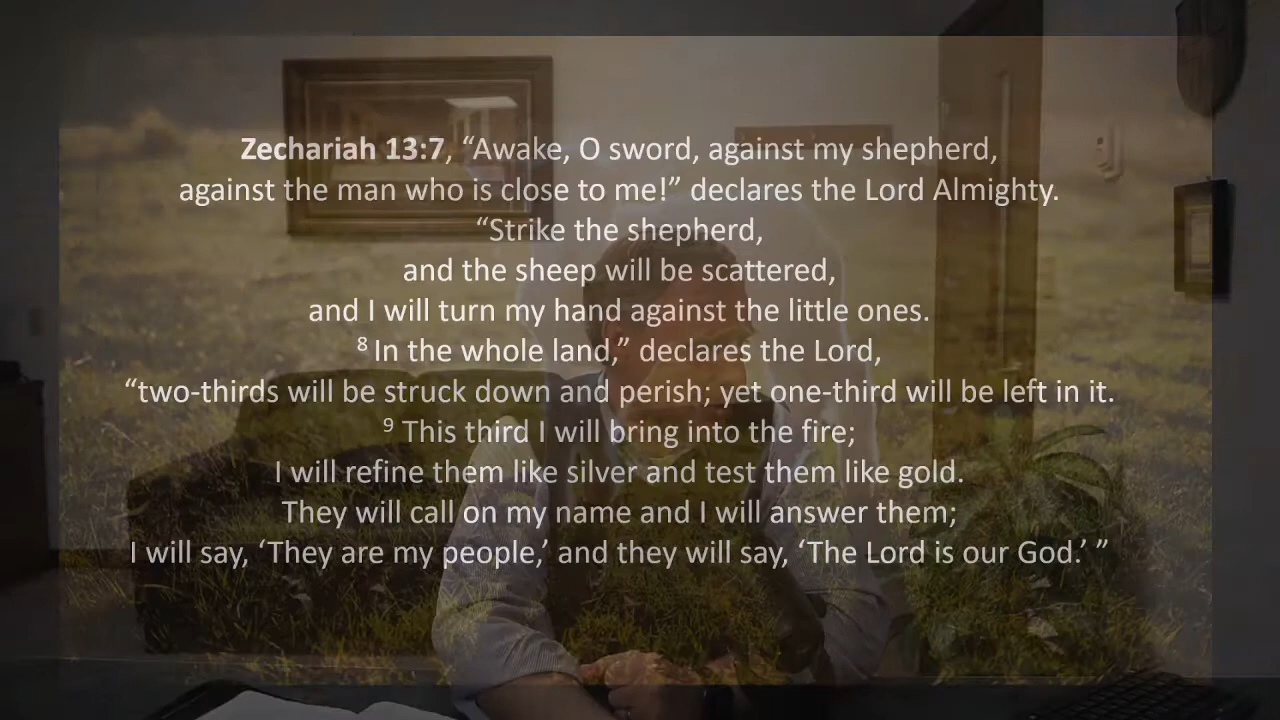 Zechariah 13:7, “Awake, O sword, against my shepherd,
against the man who is close to me!” declares the Lord Almighty.
“Strike the shepherd,
and the sheep will be scattered,
and I will turn my hand against the little ones.
8 In the whole land,” declares the Lord,
“two-thirds will be struck down and perish; yet one-third will be left in it.
9 This third I will bring into the fire;
I will refine them like silver and test them like gold.
They will call on my name and I will answer them;
I will say, ‘They are my people,’ and they will say, ‘The Lord is our God.’ ”